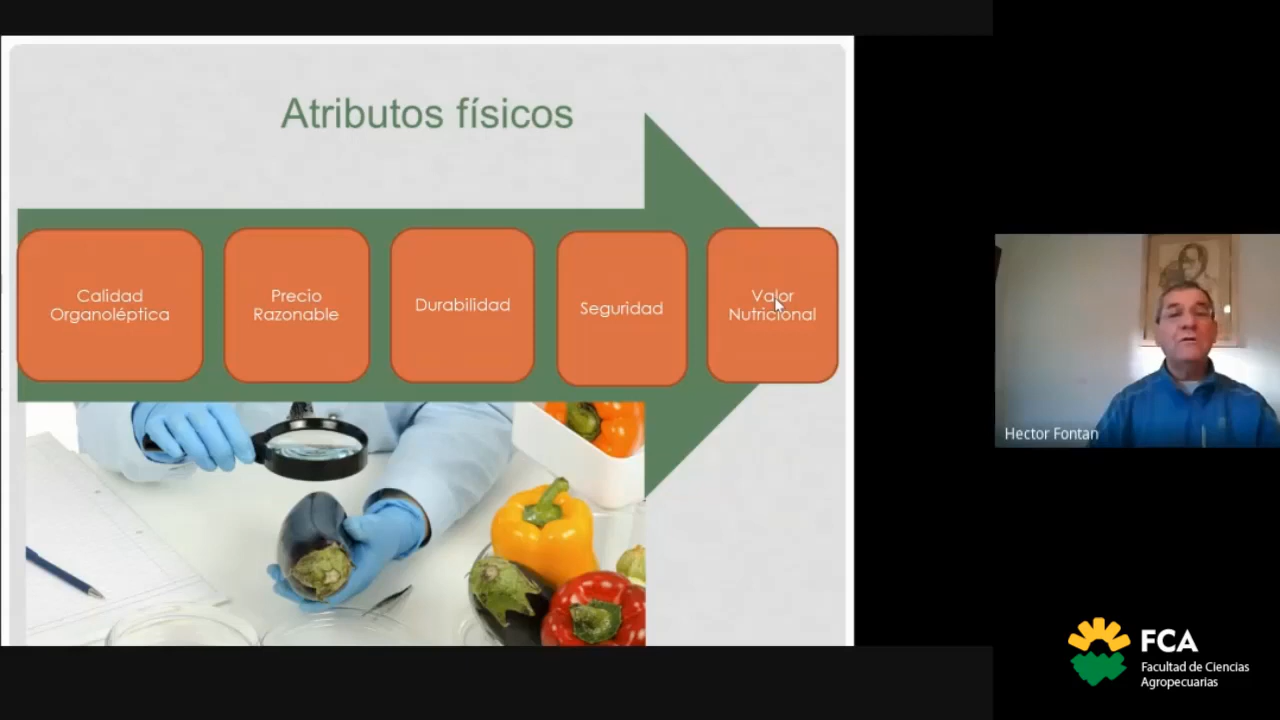 Atributos físicos
Calidad
Organoléptica
Precio
Razonable
Durabilidad
Seguridad
Valor
Nutricional
Hector Fontan
FCA
Facultad de Ciencias
Agropecuarias